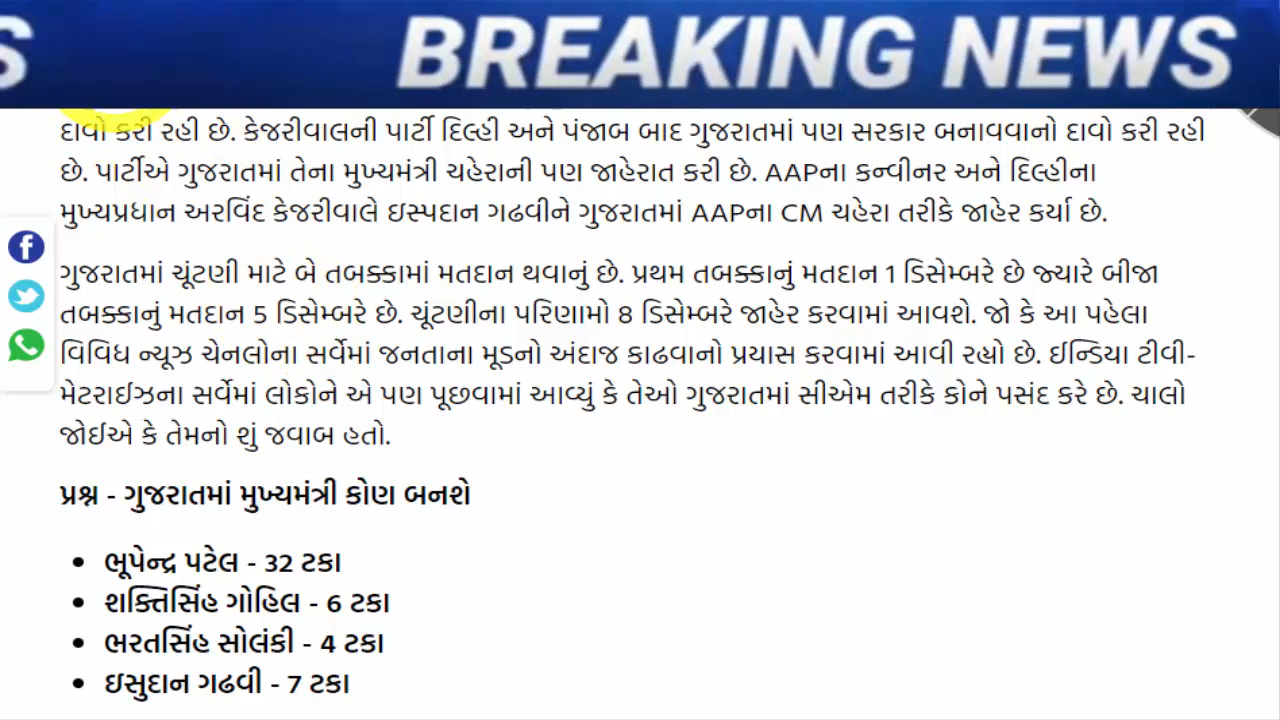 S BREAKING NEWS
દાવો કરી રહી છે. કેજરીવાલની પાર્ટી દિલ્હી અને પંજાબ બાદ ગુજરાતમાં પણ સરકાર બનાવવાનો દાવો કરી રહી
છે. પાર્ટીએ ગુજરાતમાં તેના મુખ્યમંત્રી ચહેરાની પણ જાહેરાત કરી છે. AAPના કન્વીનર અને દિલ્હીના
મુખ્યપ્રધાન અરવિંદ કેજરીવાલે ઇસ્પદાન ગઢવીને ગુજરાતમાં AAPના CM ચહેરા તરીકે જાહેર કર્યા છે.
ગુજરાતમાં ચૂંટણી માટે બે તબક્કામાં મતદાન થવાનું છે. પ્રથમ તબક્કાનું મતદાન 1 ડિસેમ્બરે છે જ્યારે બીજા
તબક્કાનું મતદાન 5 ડિસેમ્બરે છે. ચૂંટણીના પરિણામો 8 ડિસેમ્બરે જાહેર કરવામાં આવશે. જો કે આ પહેલા
વિવિધ ન્યૂઝ ચેનલોના સર્વેમાં જનતાના મૂડનો અંદાજ કાઢવાનો પ્રયાસ કરવામાં આવી રહ્યો છે. ઈન્ડિયા ટીવી-
મેટરાઈઝના સર્વેમાં લોકોને એ પણ પૂછવામાં આવ્યું કે તેઓ ગુજરાતમાં સીએમ તરીકે કોને પસંદ કરે છે. ચાલો
જોઈએ કે તેમનો શું જવાબ હતો.
પ્રશ્ન - ગુજરાતમાં મુખ્યમંત્રી કોણ બનશે
• ભૂપેન્દ્ર પટેલ - 32 ટકા
• શક્તિસિંહ ગોહિલ - 6 ટકા
• ભરતસિંહ સોલંકી - 4 ટકા
• ઇસુદાન ગઢવી - 7 ટકા